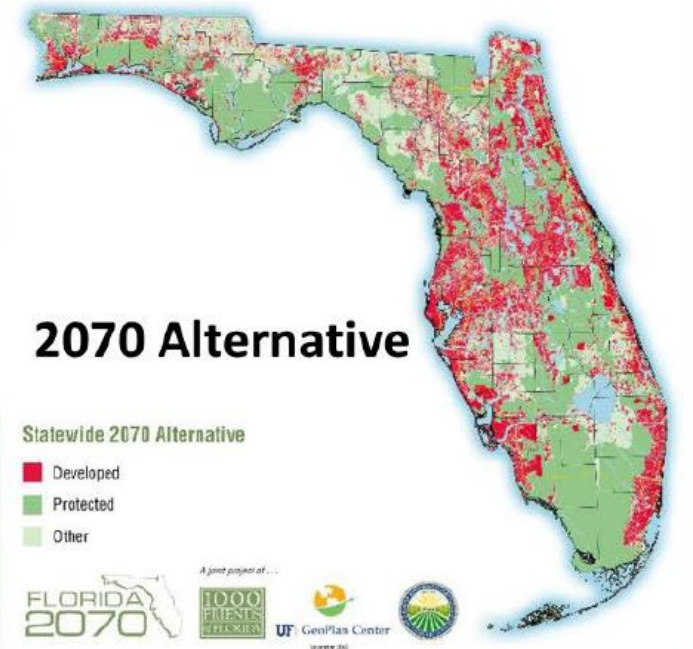 2070 Alternative
Statewide 2070 Alternative
Developed
Protected
Other
A joint project of . . .
FLORIDA
2070
1000
FRIENDS
OF FLORIDA
UF GeoPlan Center